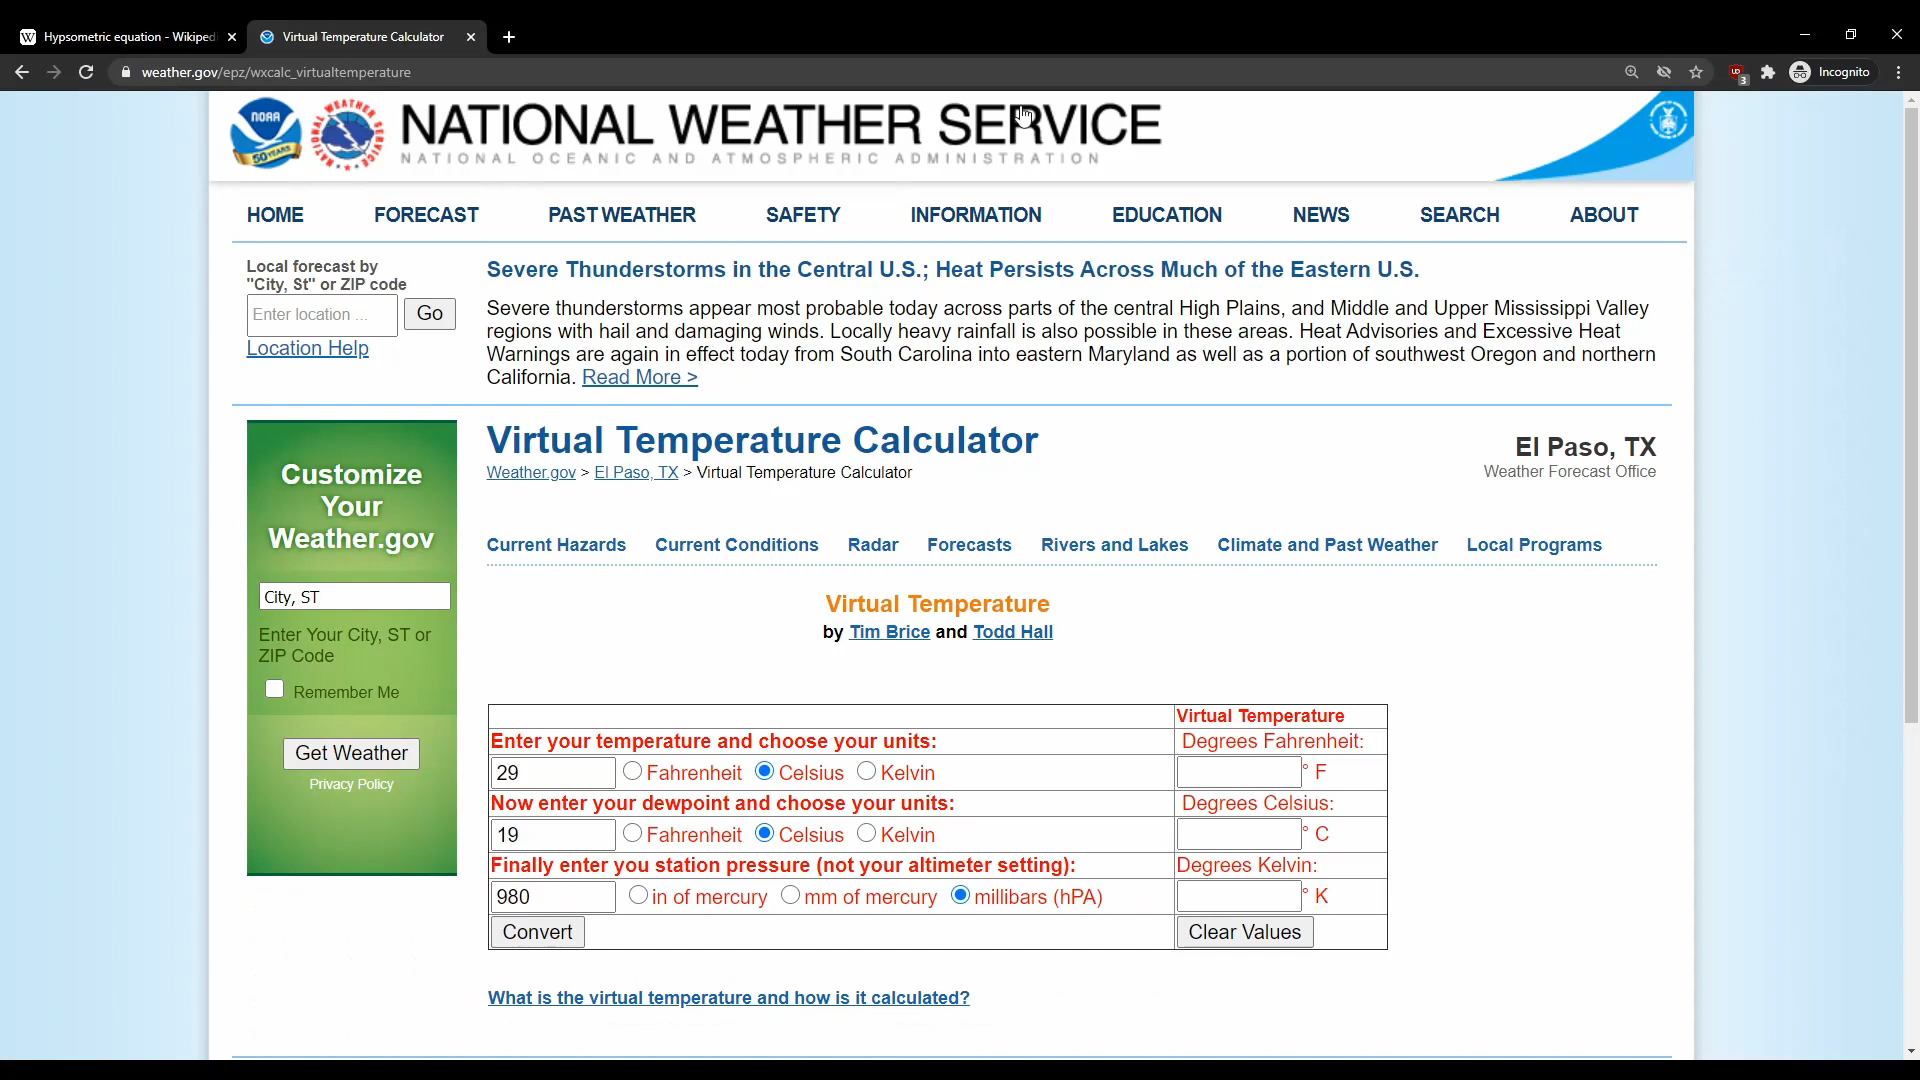 Hypsometric equation - Wikiped
Virtual Temperature Calculator
weather.gov/epz/wxcalc_virtualtemperature
3
Incognito
NOAA
50 YEARS
NATIONAL WEATHER SERVICE
NATIONAL OCEANIC AND ATMOSPHERIC ADMINISTRATION
HOME FORECAST PAST WEATHER SAFETY INFORMATION EDUCATION NEWS SEARCH ABOUT
Local forecast by
"City, St" or ZIP code
Enter location ...
Go
Location Help
Severe Thunderstorms in the Central U.S.; Heat Persists Across Much of the Eastern U.S.
Severe thunderstorms appear most probable today across parts of the central High Plains, and Middle and Upper Mississippi Valley
regions with hail and damaging winds. Locally heavy rainfall is also possible in these areas. Heat Advisories and Excessive Heat
Warnings are again in effect today from South Carolina into eastern Maryland as well as a portion of southwest Oregon and northern
California. Read More >
Customize
Your
Weather.gov
City, ST
Enter Your City, ST or
ZIP Code
Remember Me
Get Weather
Privacy Policy
Virtual Temperature Calculator
Weather.gov > El Paso, TX > Virtual Temperature Calculator
El Paso, TX
Weather Forecast Office
Current Hazards Current Conditions Radar Forecasts Rivers and Lakes Climate and Past Weather Local Programs
Virtual Temperature
by Tim Brice and Todd Hall
Virtual Temperature
Enter your temperature and choose your units: Degrees Fahrenheit:
29 Fahrenheit Celsius Kelvin ° F
Now enter your dewpoint and choose your units: Degrees Celsius:
19 Fahrenheit Celsius Kelvin ° C
Finally enter you station pressure (not your altimeter setting): Degrees Kelvin:
980 in of mercury mm of mercury millibars (hPA) ° K
Convert Clear Values
What is the virtual temperature and how is it calculated?